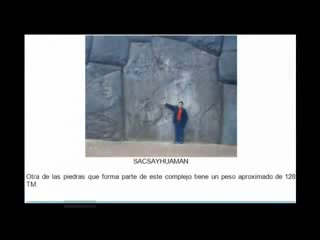 SACSAYHUAMAN
Otra de las piedras que forma parte de este complejo tiene un peso aproximado de 128
TM.